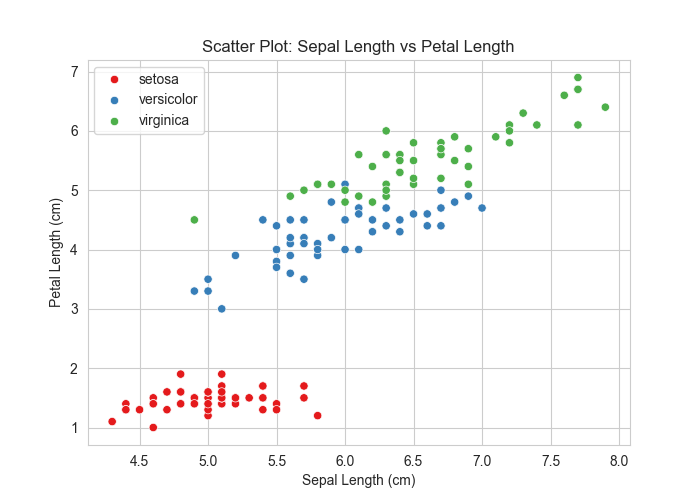 Scatter Plot: Sepal Length vs Petal Length
setosa
versicolor
virginica
7
6
5
4
3
2
1
Petal Length (cm)
4.5 5.0 5.5 6.0 6.5 7.0 7.5 8.0
Sepal Length (cm)